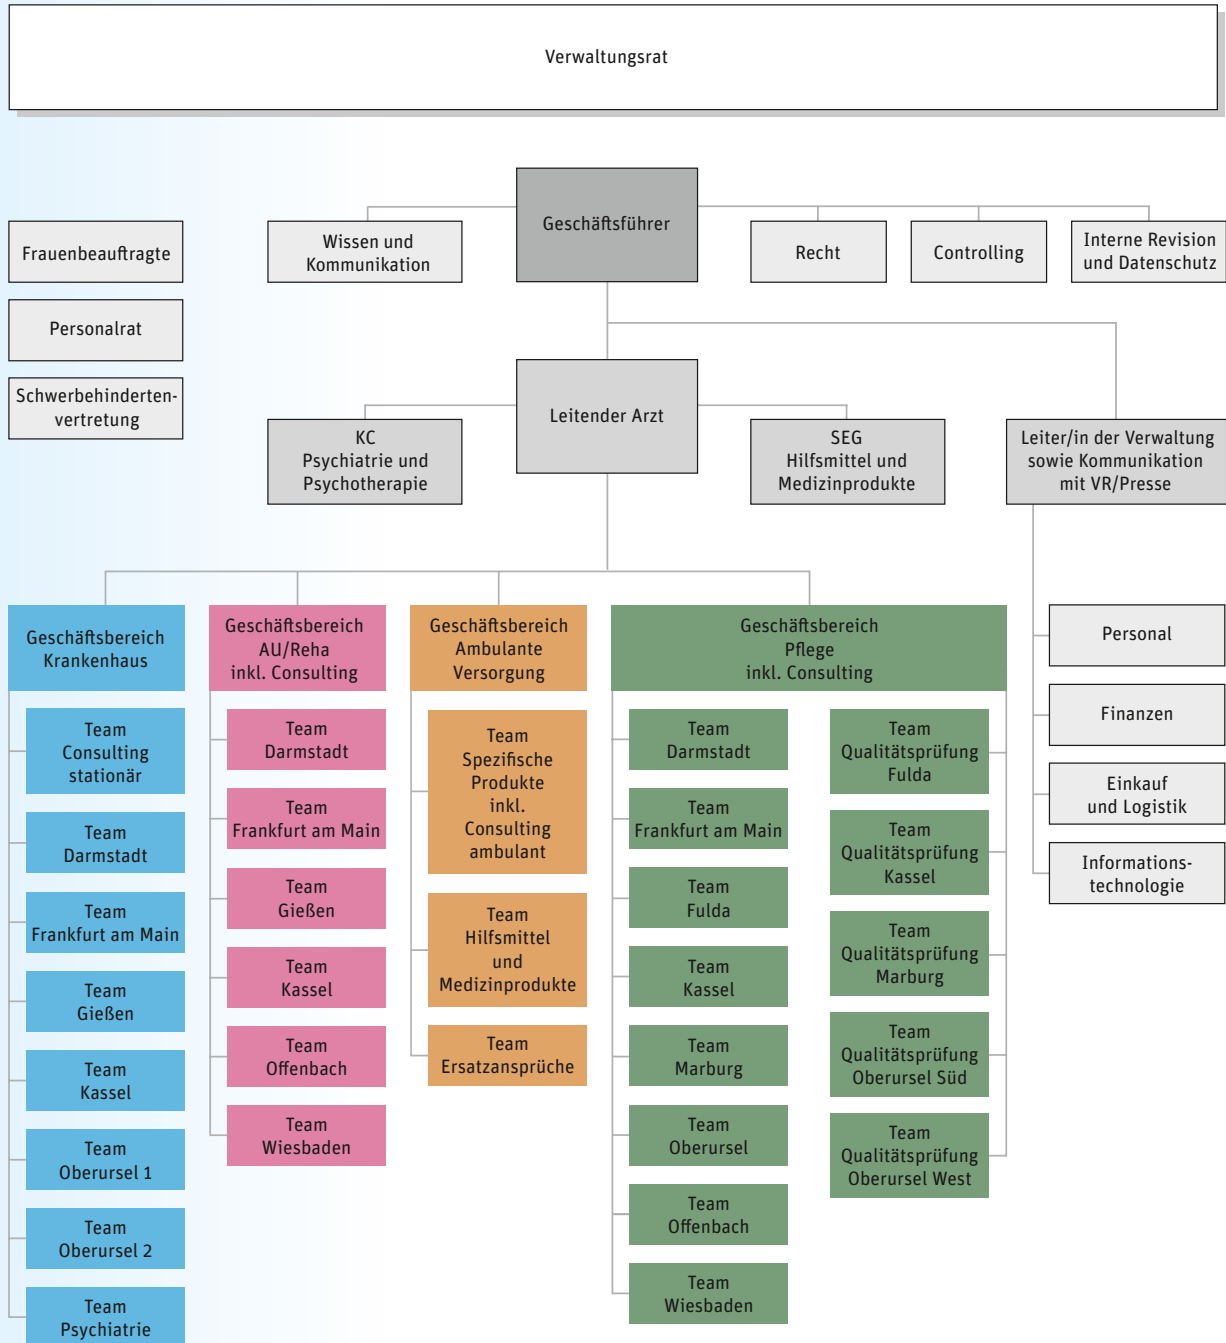 Verwaltungsrat
Geschäftsführer
Wissen und
Kommunikation
Recht
Controlling
Interne Revision
und Datenschutz
Frauenbeauftragte
Personalrat
Schwerbehinderten-
vertretung
Leitender Arzt
KC
Psychiatrie und
Psychotherapie
SEG
Hilfsmittel und
Medizinprodukte
Leiter/in der Verwaltung
sowie Kommunikation
mit VR/Presse
Geschäftsbereich
Krankenhaus
Team
Consulting
stationär
Team
Darmstadt
Team
Frankfurt am Main
Team
Gießen
Team
Kassel
Team
Oberursel 1
Team
Oberursel 2
Team
Psychiatrie
Geschäftsbereich
AU/Reha
inkl. Consulting
Team
Darmstadt
Team
Frankfurt am Main
Team
Gießen
Team
Kassel
Team
Offenbach
Team
Wiesbaden
Geschäftsbereich
Ambulante
Versorgung
Team
Spezifische
Produkte
inkl.
Consulting
ambulant
Team
Hilfsmittel
und
Medizinprodukte
Team
Ersatzansprüche
Geschäftsbereich
Pflege
inkl. Consulting
Team
Darmstadt
Team
Frankfurt am Main
Team
Fulda
Team
Kassel
Team
Marburg
Team
Oberursel
Team
Offenbach
Team
Wiesbaden
Team
Qualitätsprüfung
Fulda
Team
Qualitätsprüfung
Kassel
Team
Qualitätsprüfung
Marburg
Team
Qualitätsprüfung
Oberursel Süd
Team
Qualitätsprüfung
Oberursel West
Personal
Finanzen
Einkauf
und Logistik
Informations-
technologie